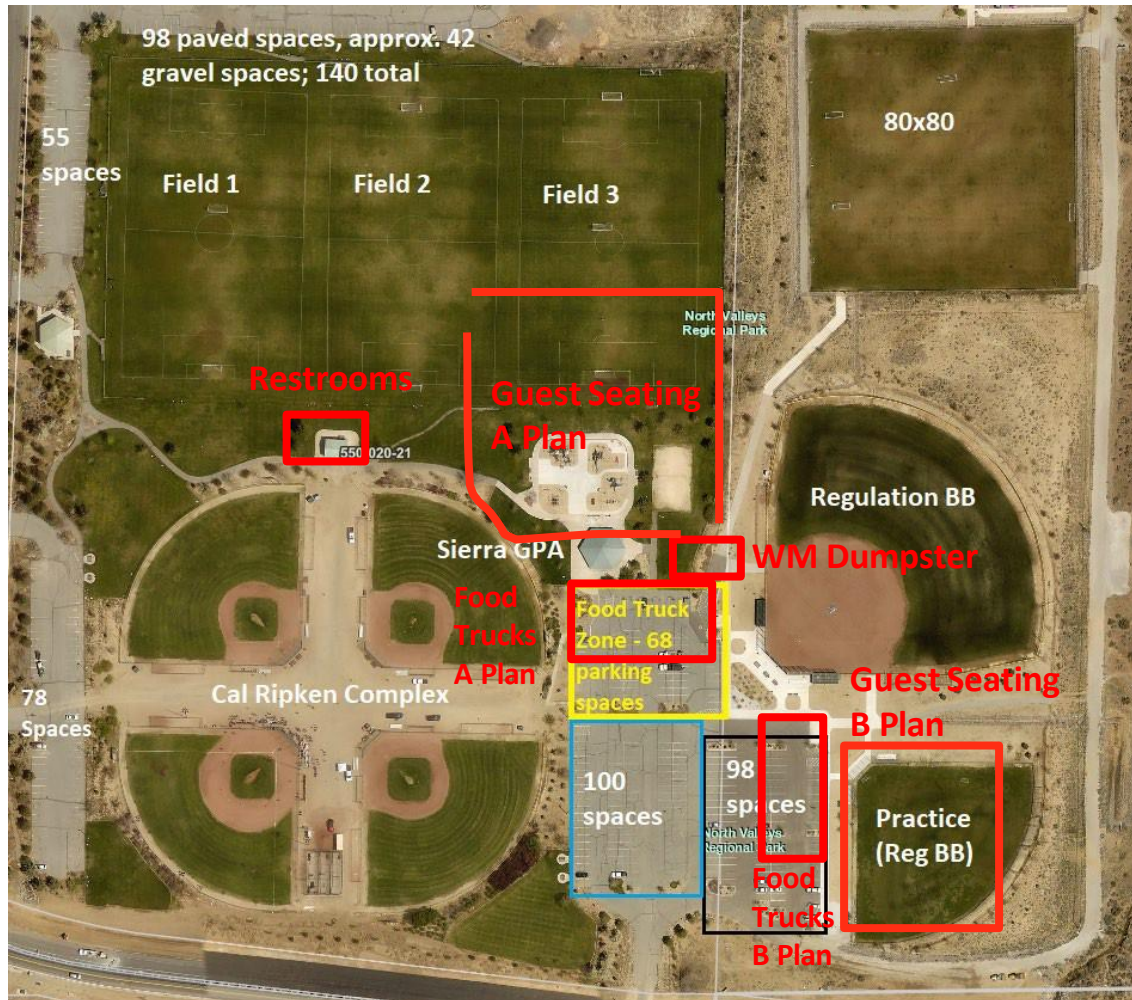 98 paved spaces, approx. 42
gravel spaces; 140 total
55
spaces
80x80
Field 1
Field 2
Field 3
North Valleys
Regional Park
Restrooms
Guest Seating
A Plan
550-020-21
Regulation BB
Sierra GPA
WM Dumpster
Food
Trucks
A Plan
Food Truck
Zone - 68
parking
spaces
Cal Ripken Complex
78
Spaces
Guest Seating
B Plan
100
spaces
98
spaces
North Valleys
Regional Park
Practice
(Reg BB)
Food
Trucks
B Plan